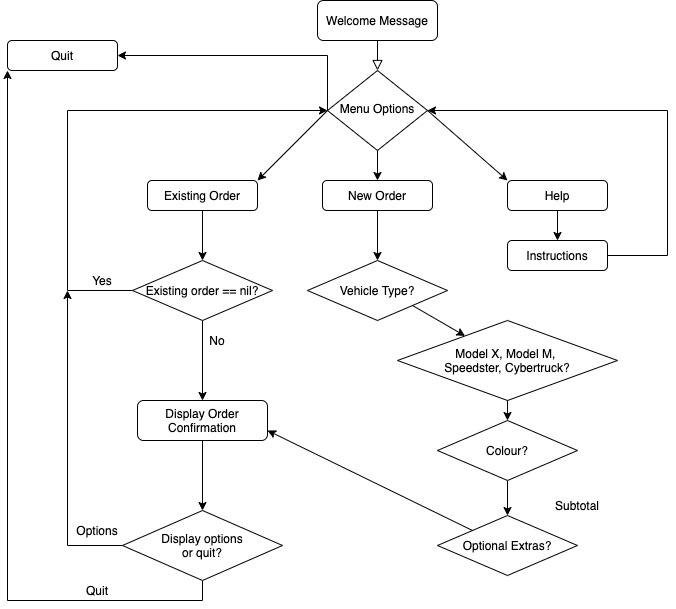 Welcome Message
Quit
Menu Options
Existing Order
New Order
Help
Instructions
Yes
Existing order == nil?
Vehicle Type?
No
Model X, Model M,
Speedster, Cybertruck?
Display Order
Confirmation
Colour?
Subtotal
Options
Display options
or quit?
Optional Extras?
Quit